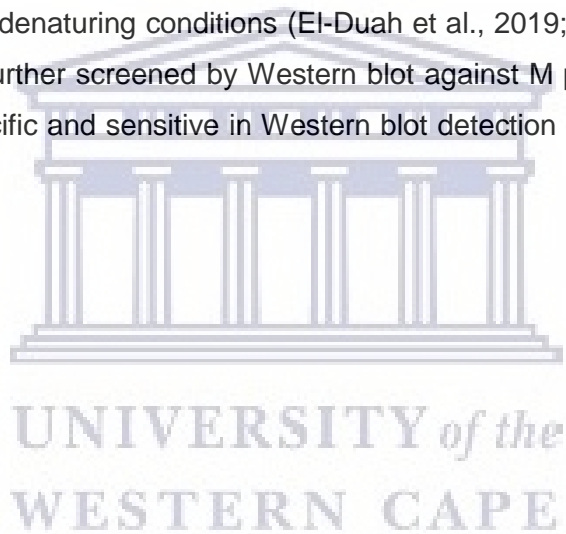 denaturing conditions (El-Duah et al., 2019;
urther screened by Western blot against M p
cific and sensitive in Western blot detection
UNIVERSITY of the
WESTERN CAPE